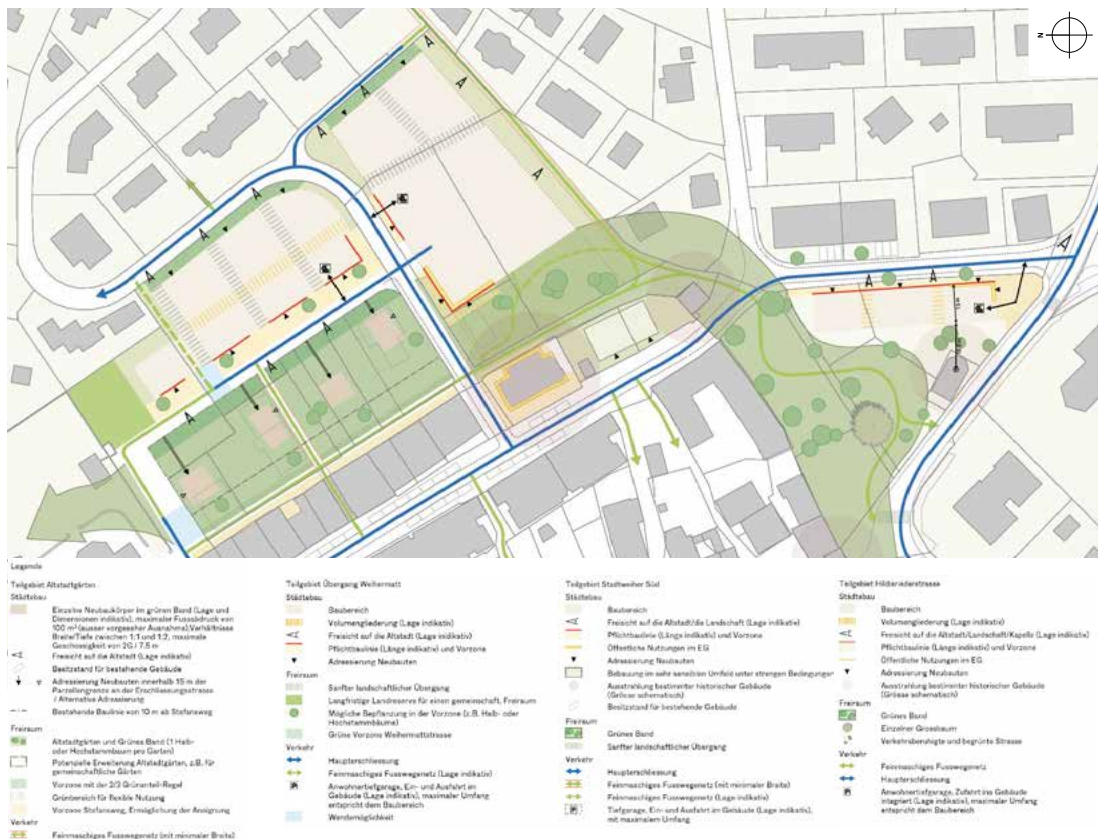 N
Legende
Teilgebiet Altstadtgärten
Städtebau
Einzelne Neubaukörper im grünen Band (Lage und
Dimensionen indikativ), maximaler Fussabdruck von
100 m² (ausser vorgesehener Ausnahme), Verhältnisse
Breite/Tiefe zwischen 1:1 und 1:2, maximale
Geschossigkeit von 2G / 7.5 m
Freisicht auf die Altstadt (Lage indikativ)
Besitzstand für bestehende Gebäude
Adressierung Neubauten innerhalb 15 m der
Parzellengrenze an der Erschliessungsstrasse
/ Alternative Adressierung
Bestehende Baulinie von 10 m ab Stefansweg
Freiraum
Altstadtgärten und Grünes Band (1 Halb-
oder Hochstammbaum pro Garten)
Potenzielle Erweiterung Altstadtgärten, z.B. für
gemeinschaftliche Gärten
Vorzone mit der 2/3 Grünanteil-Regel
Grünbereich für flexible Nutzung
Vorzone Stefansweg, Ermöglichung der Aneignung
Verkehr
Feinmaschiges Fusswegenetz (mit minimaler Breite)
Teilgebiet Übergang Weihermatt
Städtebau
Baubereich
Volumengliederung (Lage indikativ)
Freisicht auf die Altstadt (Lage indikativ)
Pflichtbaulinie (Länge indikativ) und Vorzone
Adressierung Neubauten
Freiraum
Sanfter landschaftlicher Übergang
Langfristige Landreserve für einen gemeinschaft. Freiraum
Mögliche Bepflanzung in der Vorzone (z.B. Halb- oder
Hochstammbäume)
Grüne Vorzone Weihermattstrasse
Verkehr
Haupterschliessung
Feinmaschiges Fusswegenetz (Lage indikativ)
Anwohnertiefgarage, Ein- und Ausfahrt im
Gebäude (Lage indikativ), maximaler Umfang
entspricht dem Baubereich
Wendemöglichkeit
Teilgebiet Stadtweiher Süd
Städtebau
Baubereich
Freisicht auf die Altstadt/die Landschaft (Lage indikativ)
Pflichtbaulinie (Länge indikativ) und Vorzone
Öffentliche Nutzungen im EG
Adressierung Neubauten
Bebauung im sehr sensiblen Umfeld unter strengen Bedingungen
Ausstrahlung bestimmter historischer Gebäude
(Grösse schematisch)
Besitzstand für bestehende Gebäude
Freiraum
Grünes Band
Sanfter landschaftlicher Übergang
Verkehr
Haupterschliessung
Feinmaschiges Fusswegenetz (mit minimaler Breite)
Feinmaschiges Fusswegenetz (Lage indikativ)
Tiefgarage, Ein- und Ausfahrt im Gebäude (Lage indikativ),
mit maximalem Umfang
Teilgebiet Hildisriederstrasse
Städtebau
Baubereich
Volumengliederung (Lage indikativ)
Freisicht auf die Altstadt/Landschaft/Kapelle (Lage indikativ)
Pflichtbaulinie (Länge indikativ) und Vorzone
Öffentliche Nutzungen im EG
Adressierung Neubauten
Ausstrahlung bestimmter historischer Gebäude
(Grösse schematisch)
Freiraum
Grünes Band
Einzelner Grossbaum
Verkehrsberuhigte und begrünte Strasse
Verkehr
Feinmaschiges Fusswegenetz
Haupterschliessung
Anwohnertiefgarage, Zufahrt ins Gebäude
integriert (Lage indikativ), maximaler Umfang
entspricht dem Baubereich